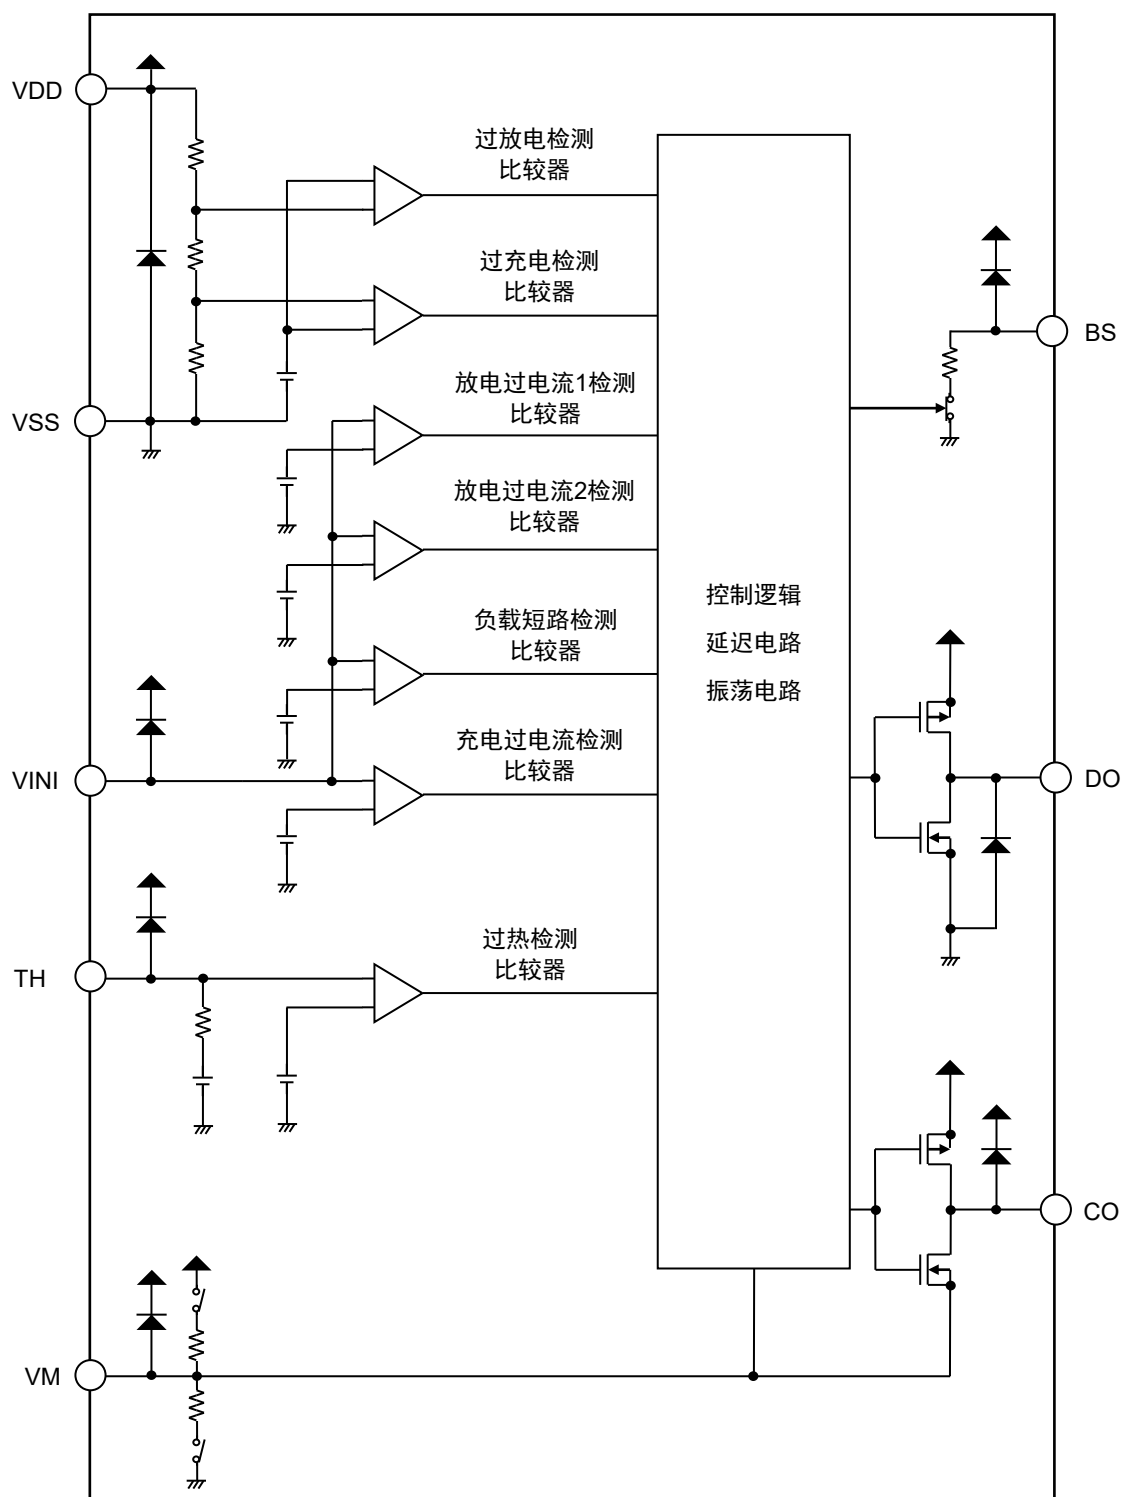 VDD
过放电检测
比较器
过充电检测
比较器
BS
VSS
放电过电流1检测
比较器
放电过电流2检测
比较器
控制逻辑
延迟电路
振荡电路
负载短路检测
比较器
VINI
充电过电流检测
比较器
DO
TH
过热检测
比较器
CO
VM